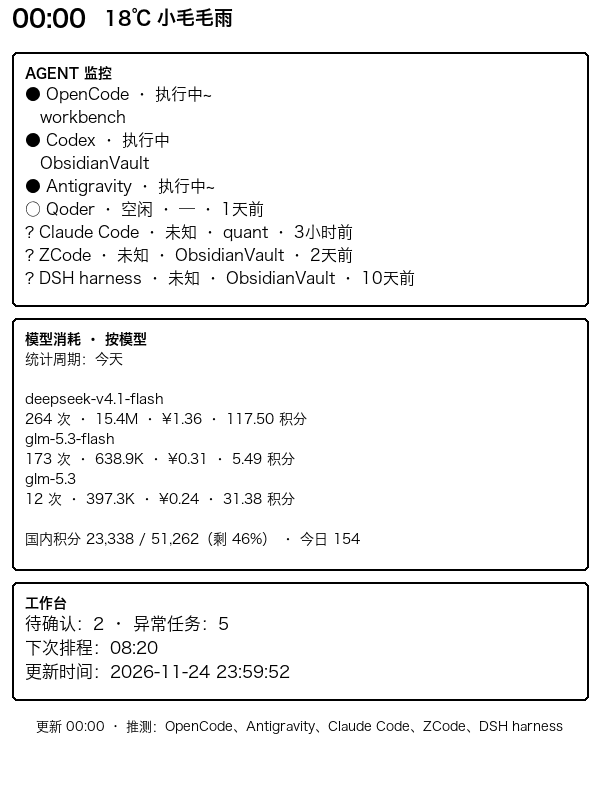 00:00 18℃ 小毛毛雨
AGENT 监控
● OpenCode · 执行中~
workbench
● Codex · 执行中
ObsidianVault
● Antigravity · 执行中~
○ Qoder · 空闲 · — · 1天前
? Claude Code · 未知 · quant · 3小时前
? ZCode · 未知 · ObsidianVault · 2天前
? DSH harness · 未知 · ObsidianVault · 10天前
模型消耗 · 按模型
统计周期：今天
deepseek-v4.1-flash
264 次 · 15.4M · ¥1.36 · 117.50 积分
glm-5.3-flash
173 次 · 638.9K · ¥0.31 · 5.49 积分
glm-5.3
12 次 · 397.3K · ¥0.24 · 31.38 积分
国内积分 23,338 / 51,262（剩 46%） · 今日 154
工作台
待确认：2 · 异常任务：5
下次排程：08:20
更新时间：2026-11-24 23:59:52
更新 00:00 · 推测：OpenCode、Antigravity、Claude Code、ZCode、DSH harness